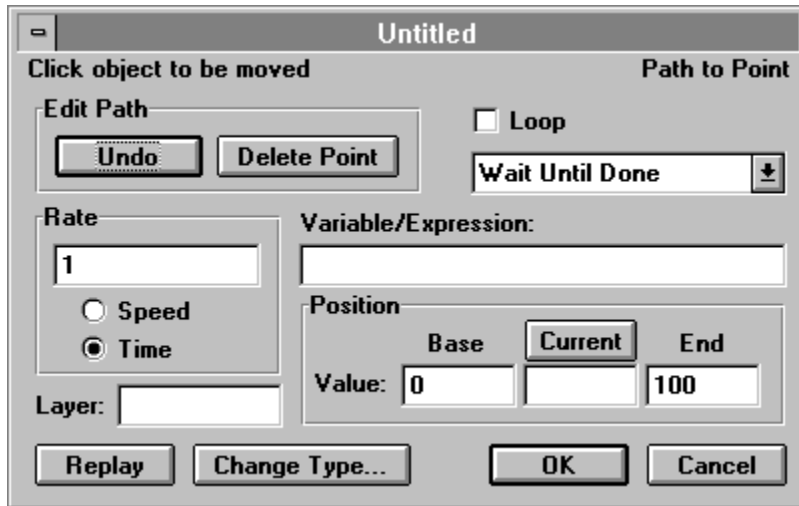 Untitled
Click object to be moved Path to Point
Edit Path
Loop
Undo Delete Point
Wait Until Done
Rate
Variable/Expression:
1
Speed
Time
Position
Base Current End
Value: 0 100
Layer:
Replay Change Type... OK Cancel